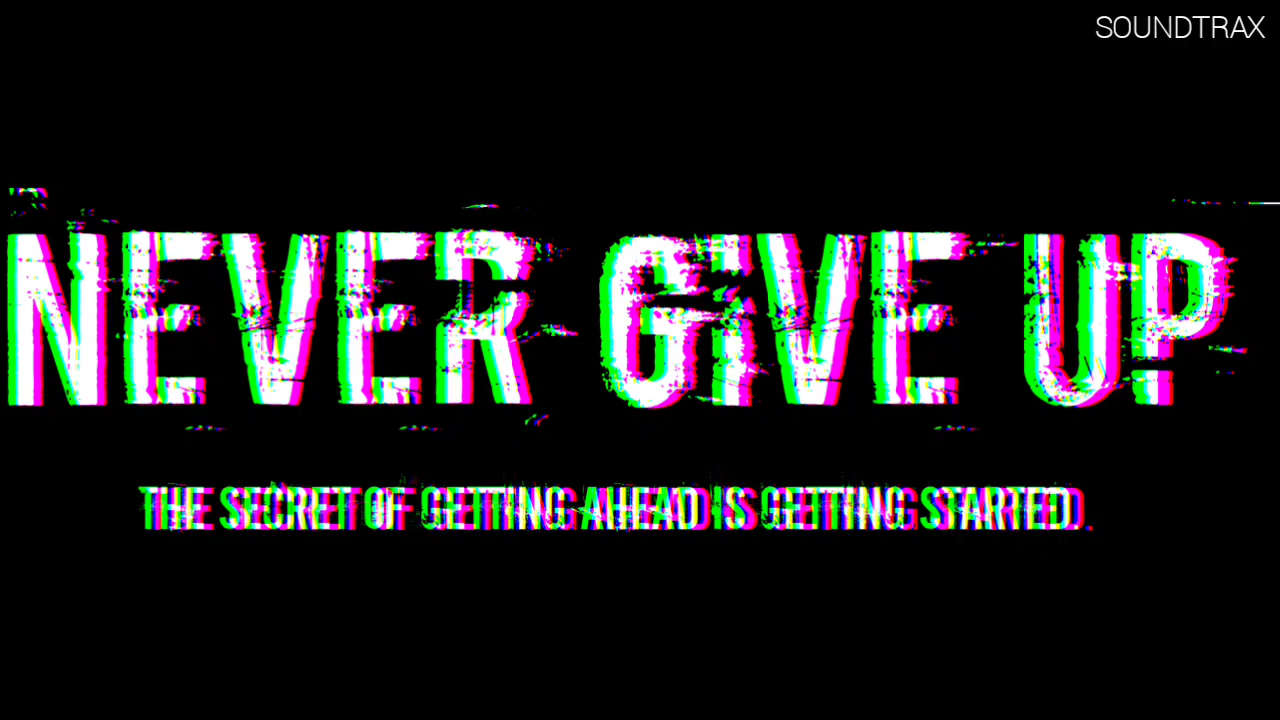 SOUNDTRAX
NEVER GIVE UP
THE SECRET OF GETTING AHEAD IS GETTING STARTED.